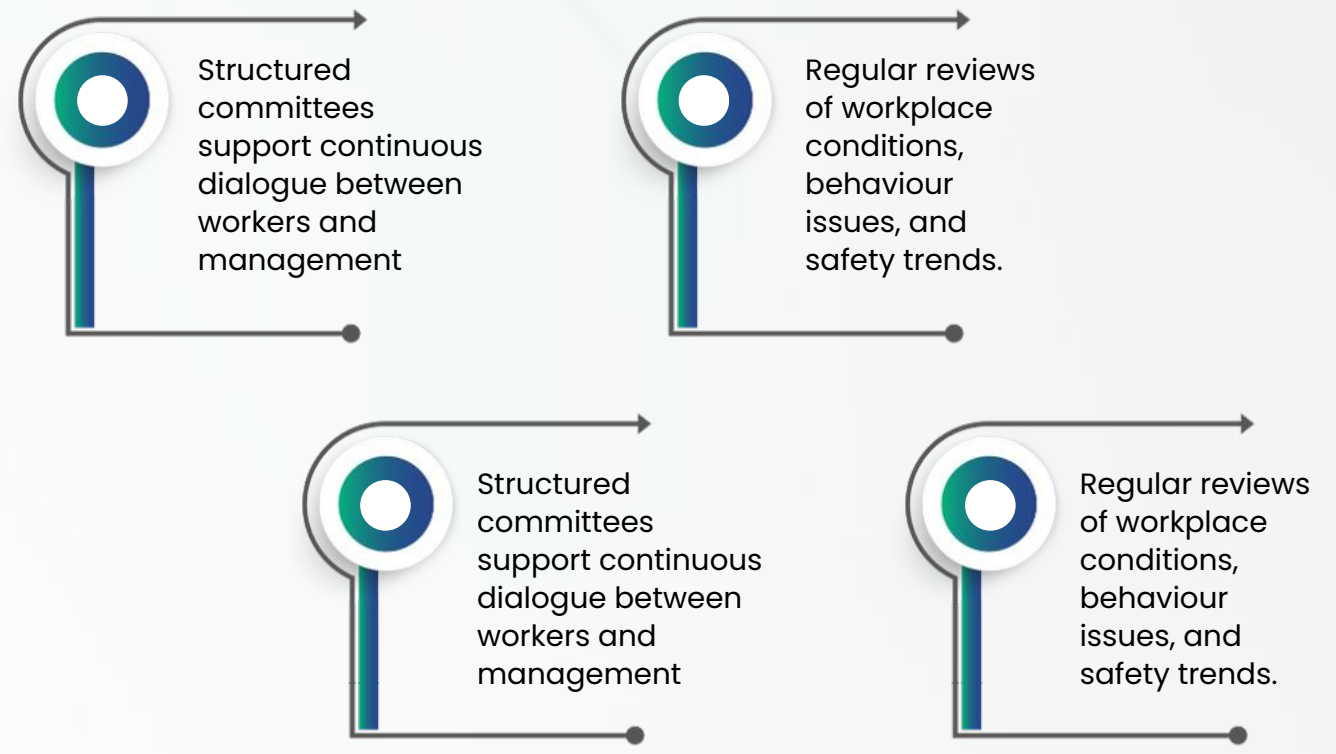 Structured
committees
support continuous
dialogue between
workers and
management
Regular reviews
of workplace
conditions,
behaviour
issues, and
safety trends.
Structured
committees
support continuous
dialogue between
workers and
management
Regular reviews
of workplace
conditions,
behaviour
issues, and
safety trends.